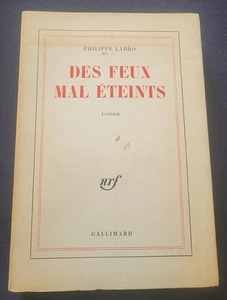 PHILIPPE LABRO
DES FEUX
MAL ÉTEINTS
roman
nrf
GALLIMARD